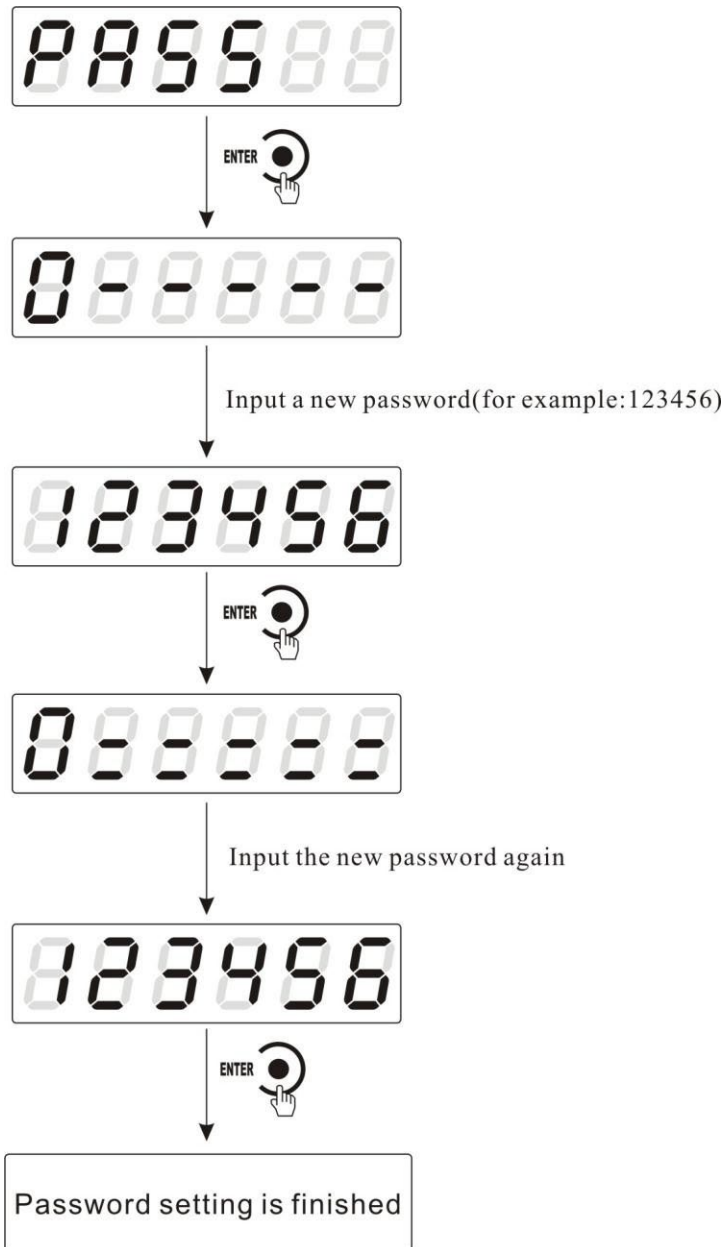 PASS
ENTER
0-----
Input a new password(for example:123456)
123456
ENTER
0=====
Input the new password again
123456
ENTER
Password setting is finished